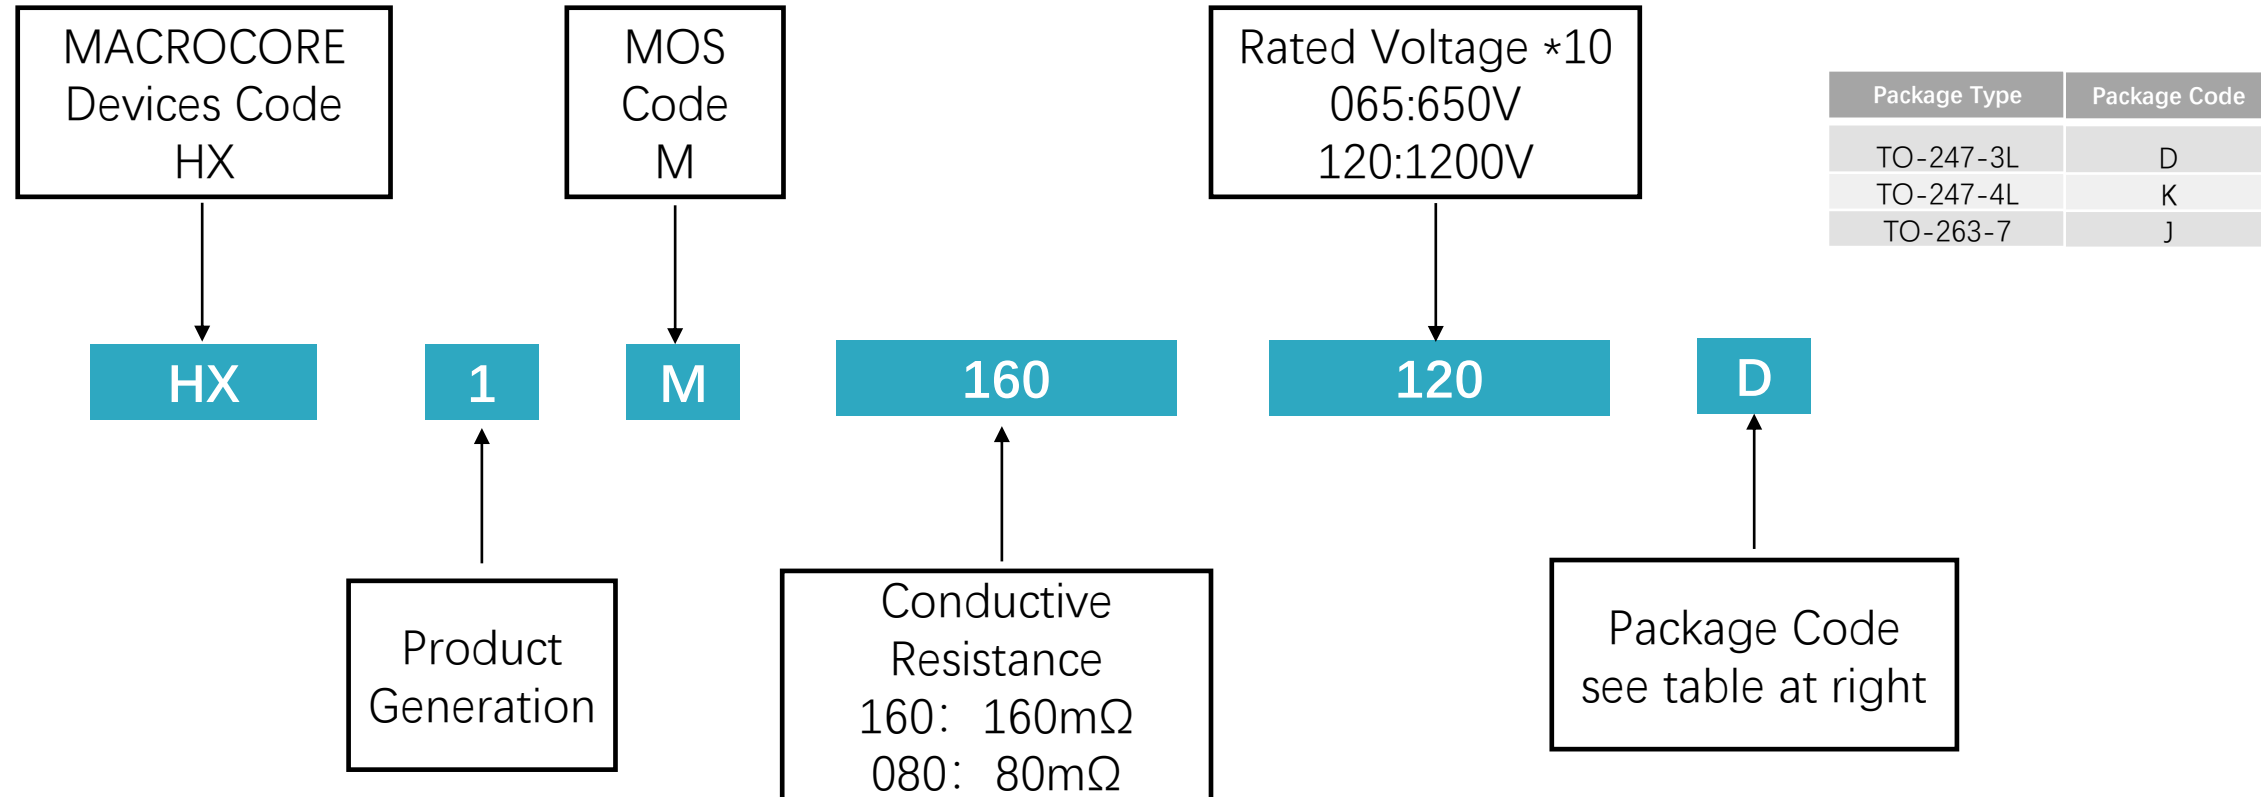 MACROCORE
Devices Code
HX
MOS
Code
M
Rated Voltage *10
065:650V
120:1200V
Package Type Package Code
TO-247-3L D
TO-247-4L K
TO-263-7 J
HX 1 M 160 120 D
Product
Generation
Conductive
Resistance
160： 160mΩ
080： 80mΩ
Package Code
see table at right